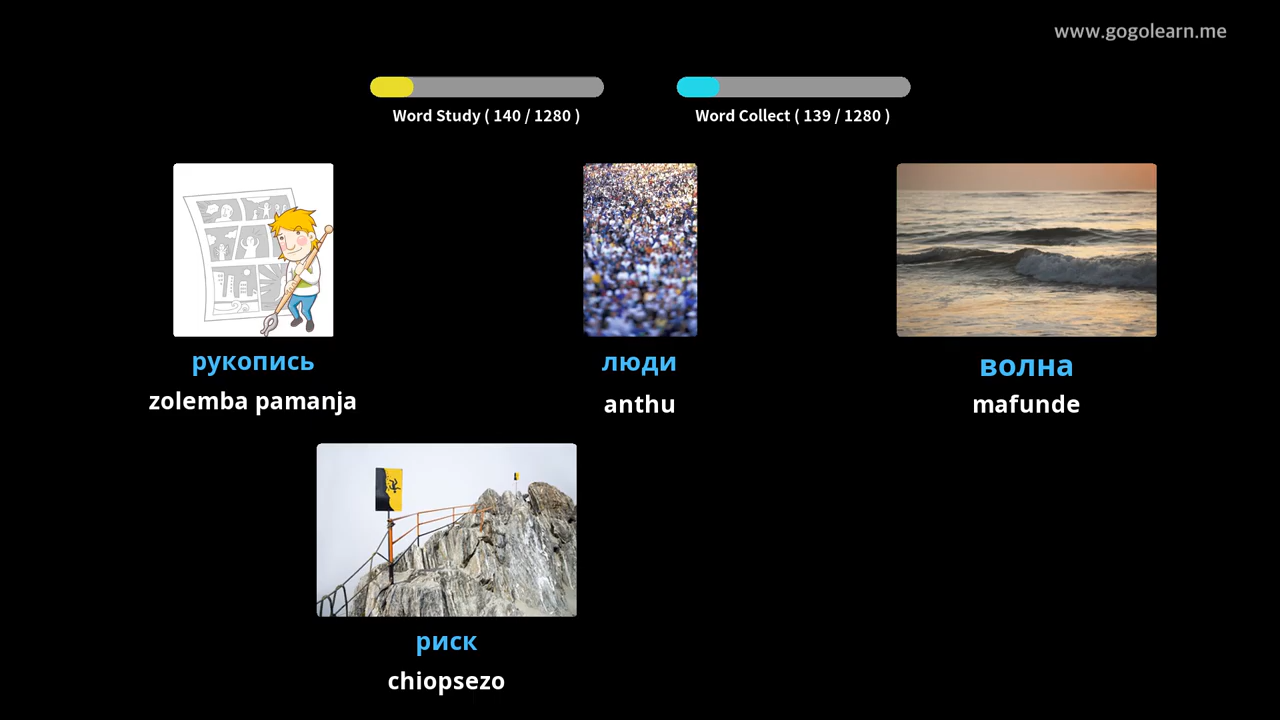 www.gogolearn.me
Word Study ( 140 / 1280 )
Word Collect ( 139 / 1280 )
рукопись
zolemba pamanja
люди
anthu
волна
mafunde
риск
chiopsezo